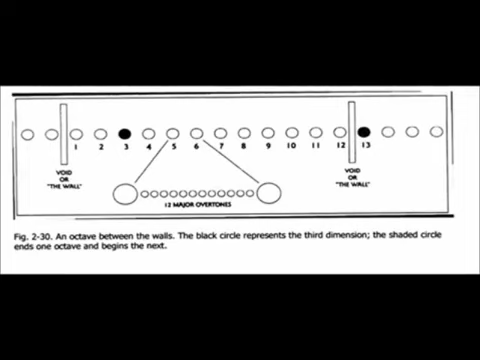 1 2 3 4 5 6 7 8 9 10 11 12 13
VOID
OR
"THE WALL"
VOID
OR
"THE WALL"
12 MAJOR OVERTONES
Fig. 2-30. An octave between the walls. The black circle represents the third dimension; the shaded circle
ends one octave and begins the next.